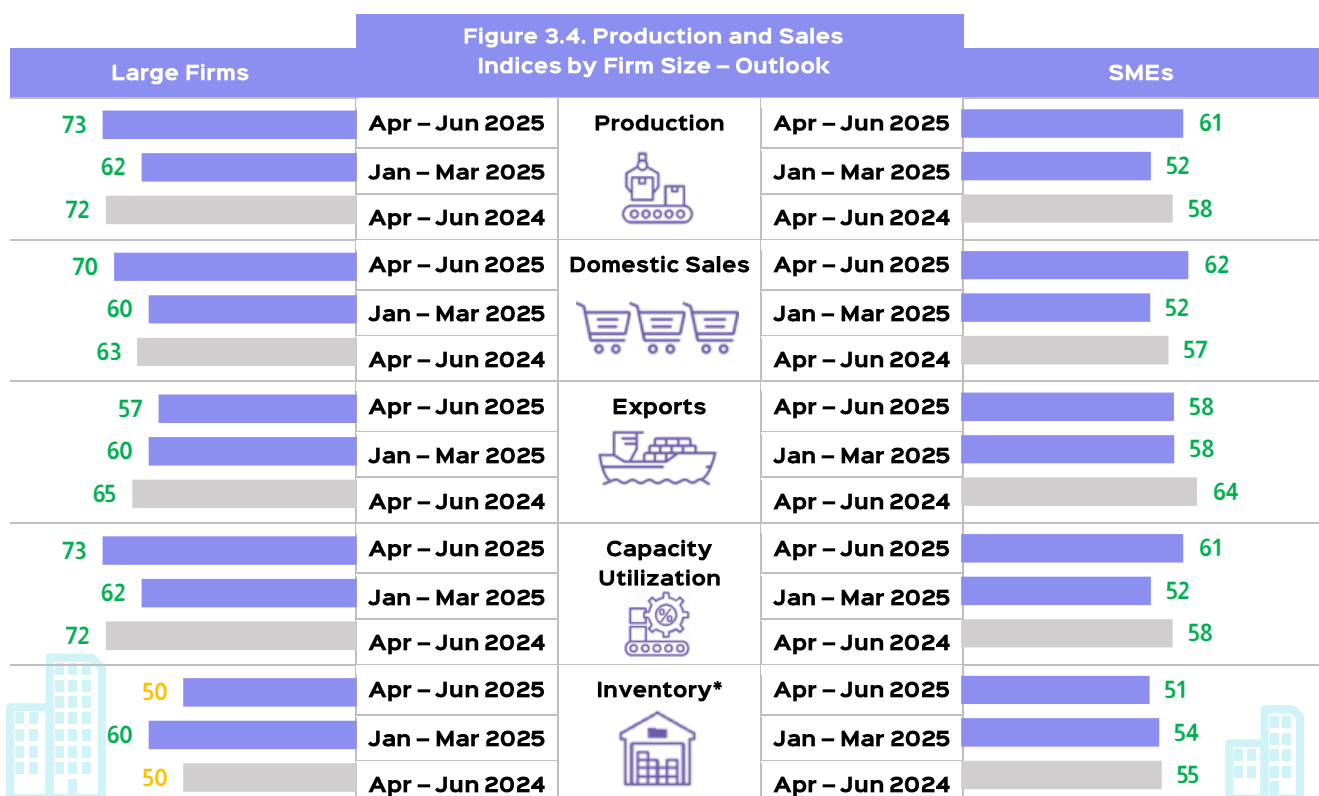 Figure 3.4. Production and Sales
Indices by Firm Size – Outlook
Large Firms
SMEs
73 Apr – Jun 2025 Production Apr – Jun 2025 61
62 Jan – Mar 2025 Jan – Mar 2025 52
72 Apr – Jun 2024 Apr – Jun 2024 58
70 Apr – Jun 2025 Domestic Sales Apr – Jun 2025 62
60 Jan – Mar 2025 Jan – Mar 2025 52
63 Apr – Jun 2024 Apr – Jun 2024 57
57 Apr – Jun 2025 Exports Apr – Jun 2025 58
60 Jan – Mar 2025 Jan – Mar 2025 58
65 Apr – Jun 2024 Apr – Jun 2024 64
73 Apr – Jun 2025 Capacity Apr – Jun 2025 61
Utilization
%
62 Jan – Mar 2025 Jan – Mar 2025 52
72 Apr – Jun 2024 Apr – Jun 2024 58
50 Apr – Jun 2025 Inventory* Apr – Jun 2025 51
60 Jan – Mar 2025 Jan – Mar 2025 54
50 Apr – Jun 2024 Apr – Jun 2024 55